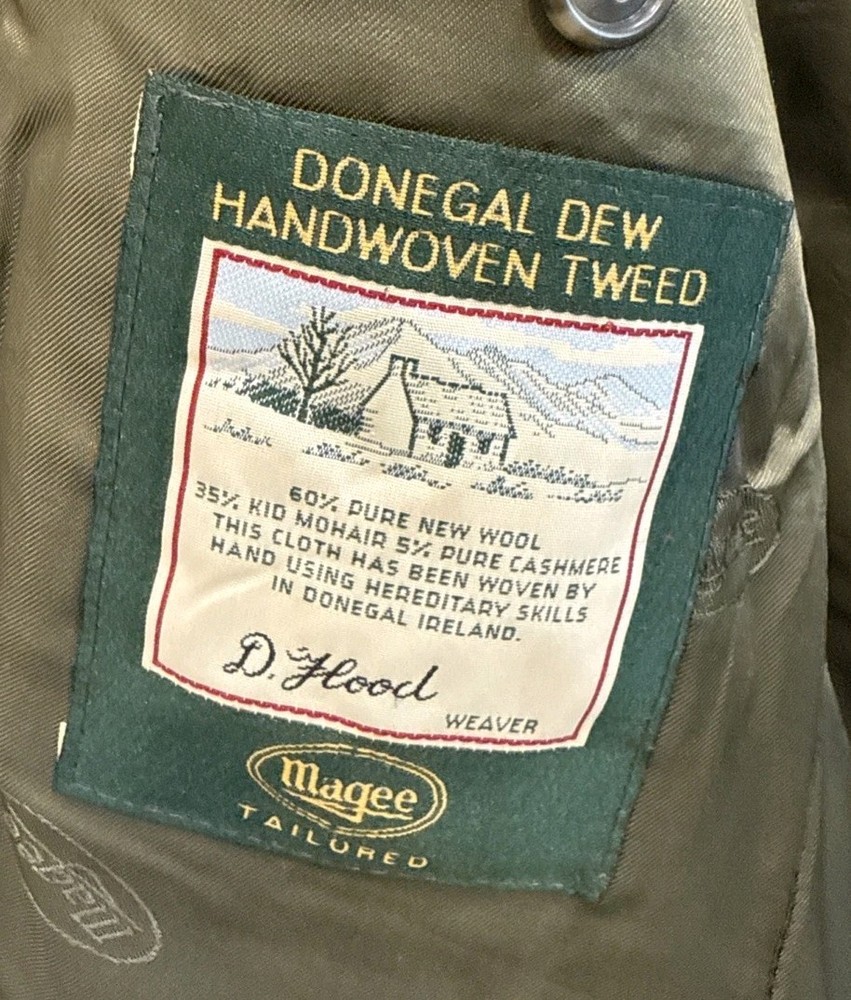 DONEGAL DEW
HANDWOVEN TWEED
60% PURE NEW WOOL
35% KID MOHAIR 5% PURE CASHMERE
THIS CLOTH HAS BEEN WOVEN BY
HAND USING HEREDITARY SKILLS
IN DONEGAL IRELAND.
D. Flood
WEAVER
Magee
TAILORED
Magee